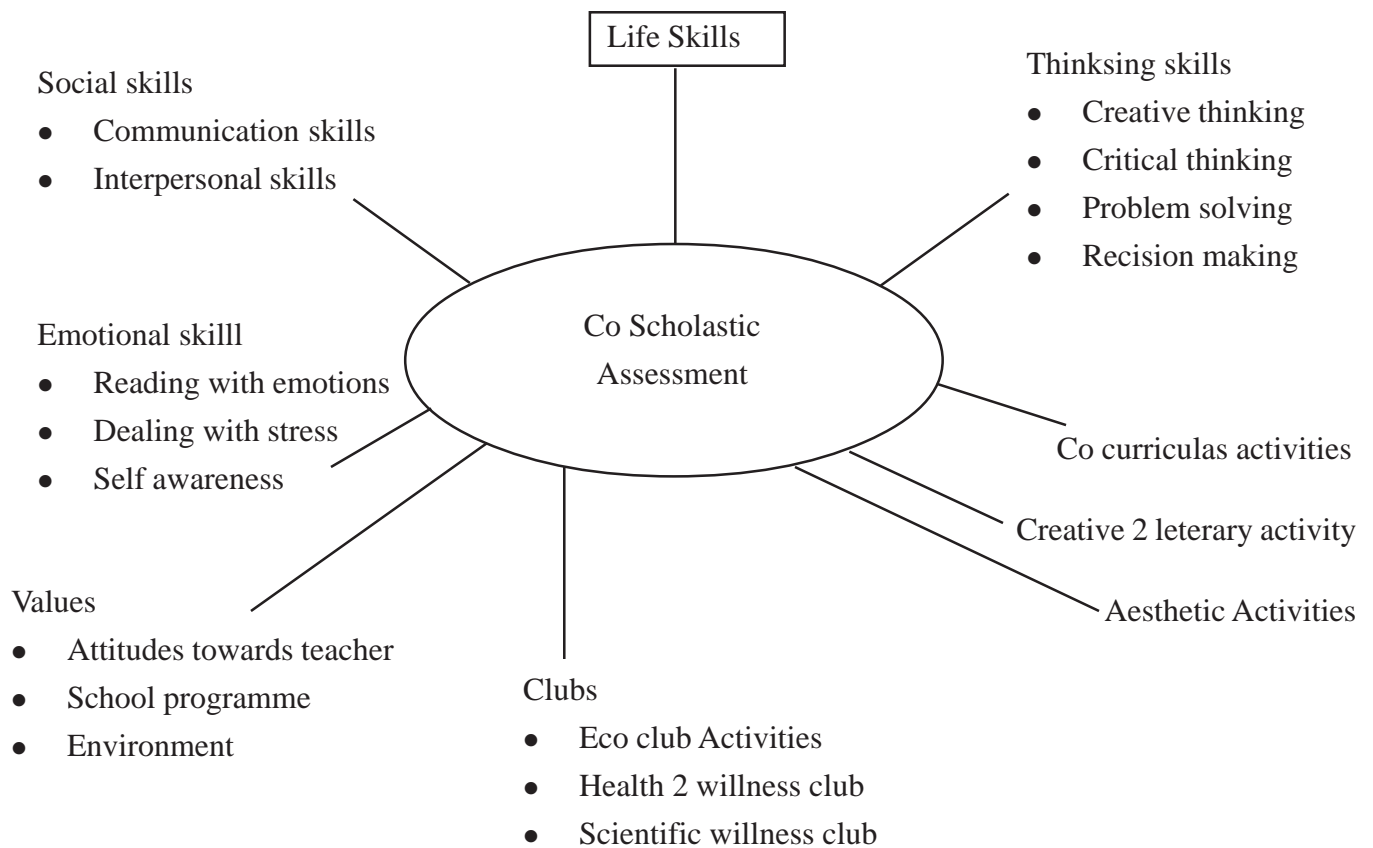 Life Skills
Social skills
● Communication skills
● Interpersonal skills
Thinksing skills
● Creative thinking
● Critical thinking
● Problem solving
● Recision making
Co Scholastic
Assessment
Emotional skilll
● Reading with emotions
● Dealing with stress
● Self awareness
Co curriculas activities
Creative 2 leterary activity
Aesthetic Activities
Values
● Attitudes towards teacher
● School programme
● Environment
Clubs
● Eco club Activities
● Health 2 willness club
● Scientific willness club